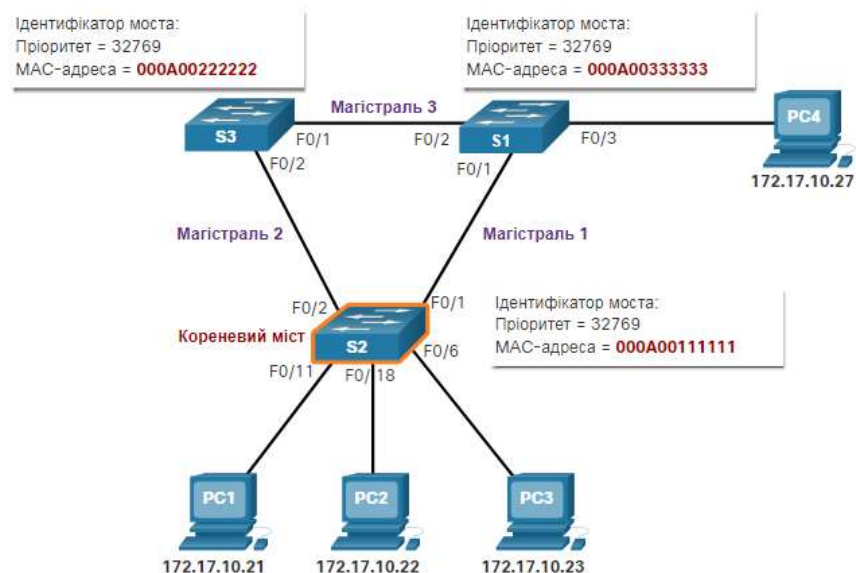 Ідентифікатор моста:
Пріоритет = 32769
МАС-адреса = 000A00222222
Ідентифікатор моста:
Пріоритет = 32769
МАС-адреса = 000A00333333
Магістраль 3
S3
F0/1
F0/2
S1
F0/3
PC4
F0/2
F0/1
172.17.10.27
Магістраль 2
Магістраль 1
F0/2
F0/1
Ідентифікатор моста:
Пріоритет = 32769
МАС-адреса = 000A00111111
Кореневий міст
S2
F0/6
F0/11
F0/18
PC1
PC2
PC3
172.17.10.21
172.17.10.22
172.17.10.23